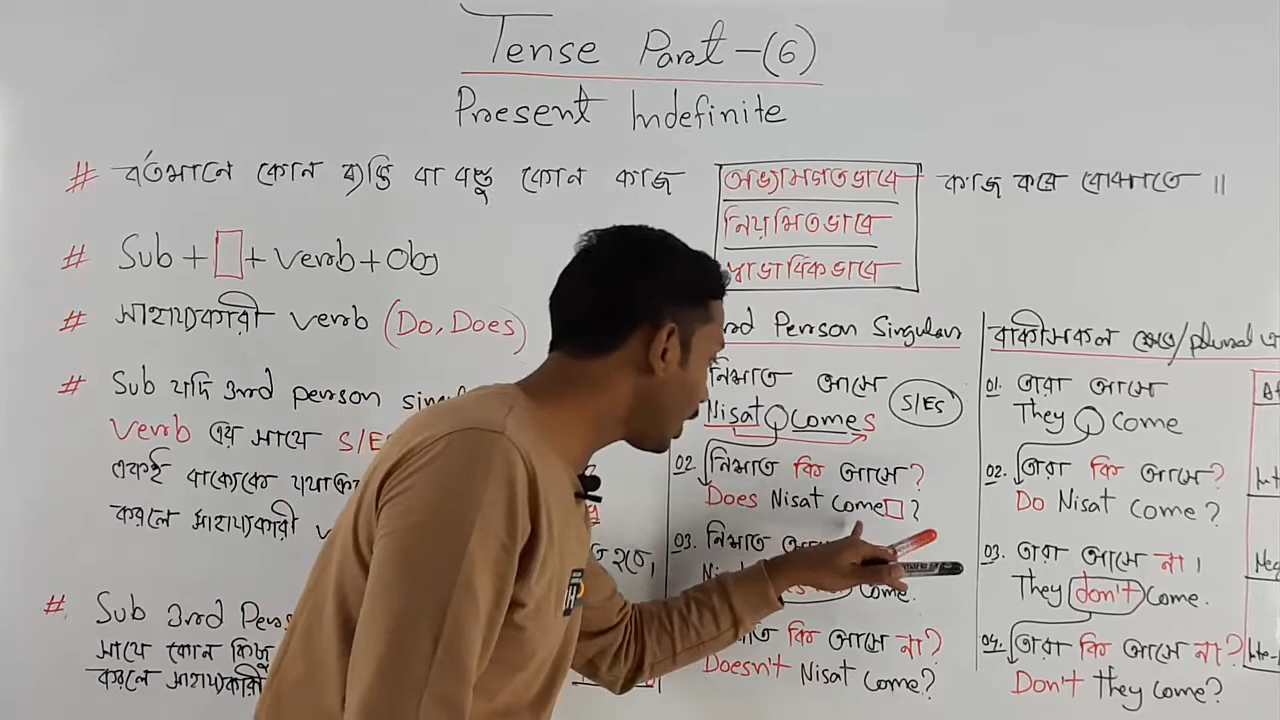 Tense Part-(6)
Present Indefinite
# বর্তমানে কোন ব্যক্তি বা বস্তু কোন কাজ অভ্যাসগতভাবে কাজ করে বোঝাতে ॥
নিয়মিতভাবে
স্বাভাবিকভাবে
# Sub + □ + Verb + Obj
# সাহায্যকারী verb (Do, Does)
# Sub যদি 3rd person
Verb এর সাথে S/E
একই বাক্যকে
করলে সাহায্যকারী
হবে।
# Sub 3rd Pers
সাথে কোন কিছু
করলে সাহায্যকারী
Person Singular
নিসাত আসে
Nisat Comes
S/Es
02. নিসাত কি আসে?
Does Nisat Come□?
03. নিসাত
Come.
কি আসে না?
Doesn't Nisat Come?
বাকীসকল ক্ষেত্রে/plural এ
01. তারা আসে
They Come
02. তারা কি আসে?
Do Nisat Come?
03. তারা আসে না।
They don't Come.
04. তারা কি আসে না?
Don't they Come?